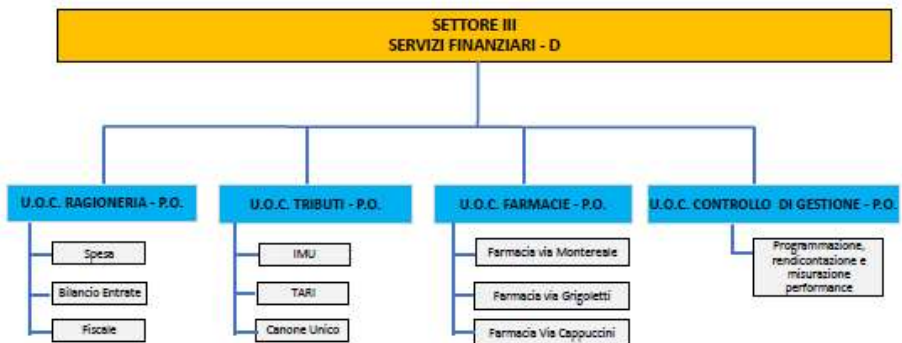 SETTORE III
SERVIZI FINANZIARI - D
U.O.C. RAGIONERIA - P.O.
Spesa
Bilancio Entrate
Fiscale
U.O.C. TRIBUTI - P.O.
IMU
TARI
Canone Unico
U.O.C. FARMACIE - P.O.
Farmacia via Montereale
Farmacia via Grigoletti
Farmacia Via Cappuccini
U.O.C. CONTROLLO DI GESTIONE - P.O.
Programmazione,
rendicontazione e
misurazione
performance